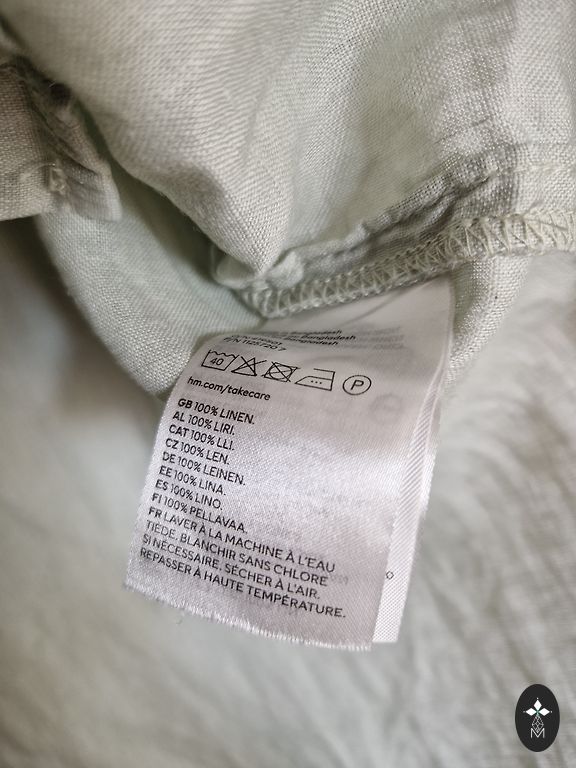 Bangladesh
Bangladesh
40 P
hm.com/takecare
GB 100% LINEN.
AL 100% LIRI.
CAT 100% LLI.
CZ 100% LEN.
DE 100% LEINEN.
EE 100% LINA.
ES 100% LINO.
FI 100% PELLAVAA.
FR LAVER À LA MACHINE À L'EAU
TIÈDE. BLANCHIR SANS CHLORE
SI NÉCESSAIRE. SÉCHER À L'AIR.
REPASSER À HAUTE TEMPÉRATURE.
M